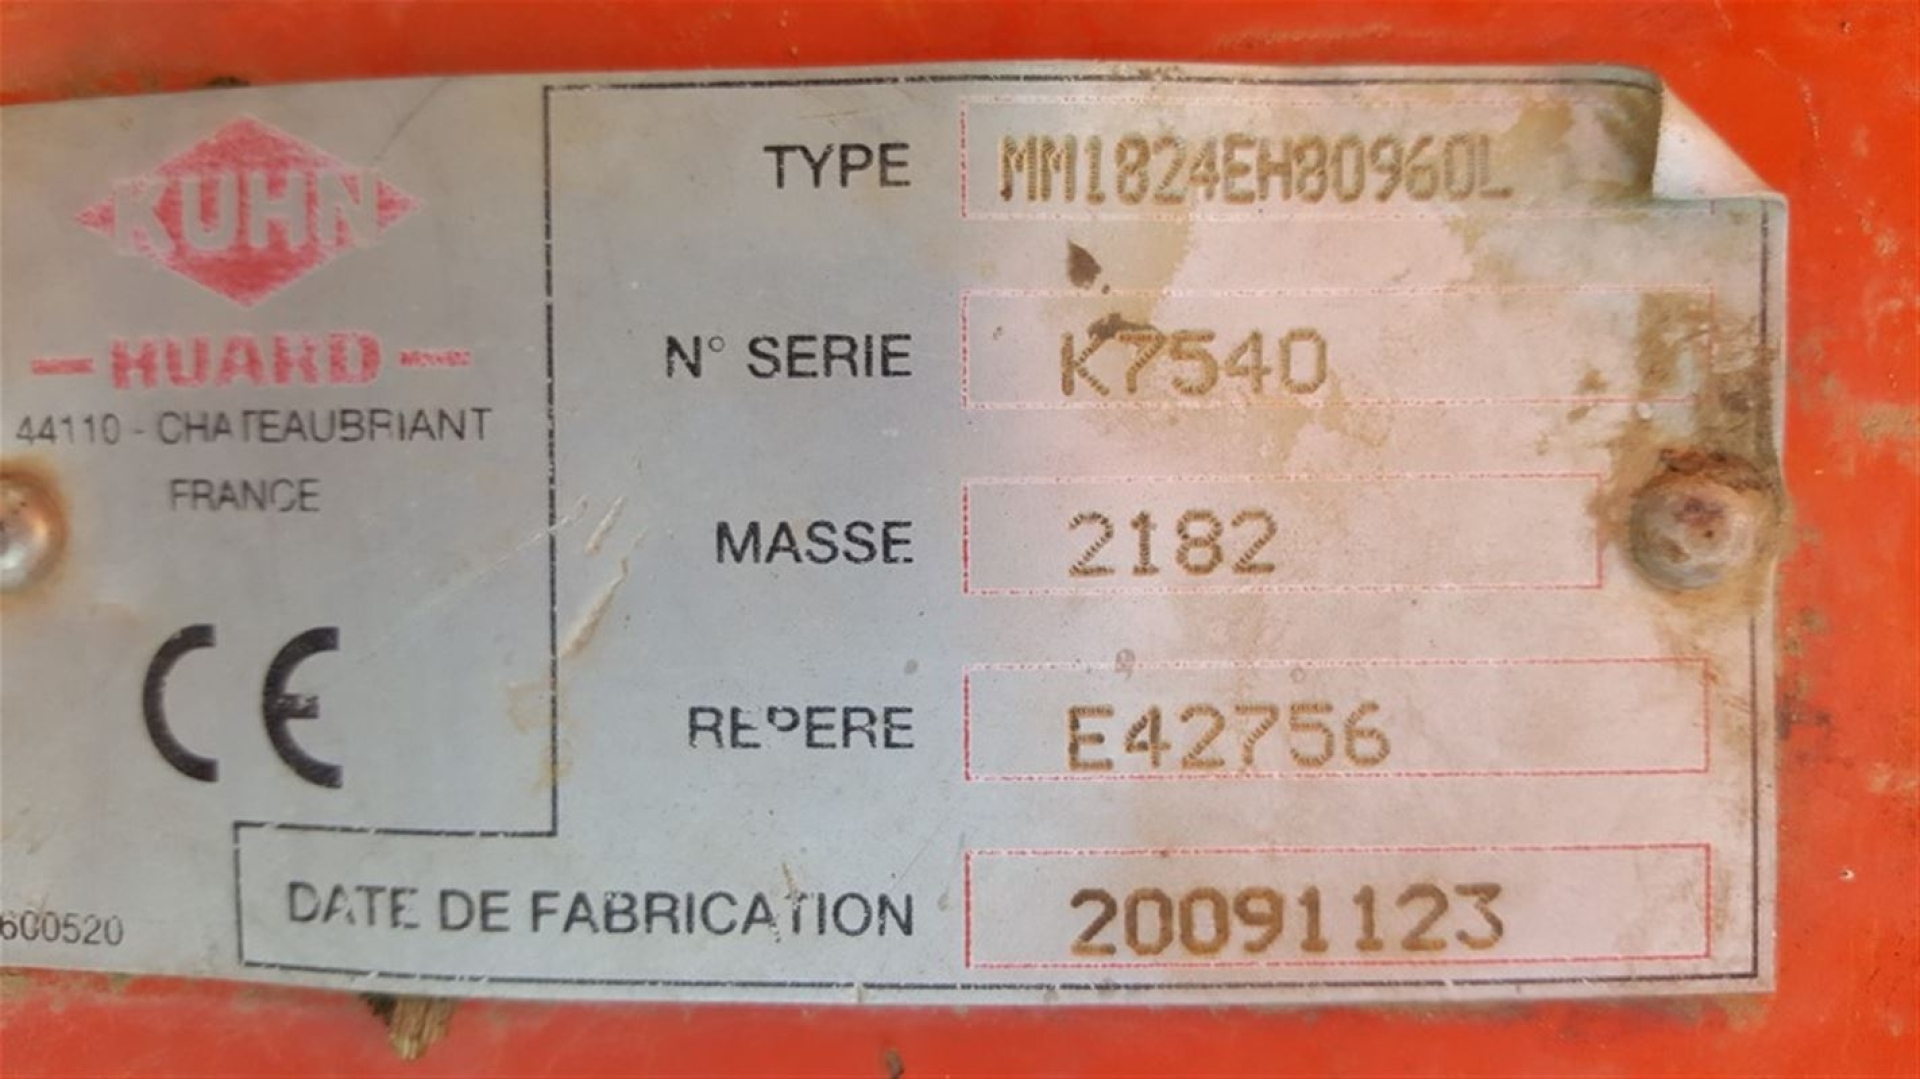 KUHN
HUARD
44110 - CHATEAUBRIANT
FRANCE
CE
600520
TYPE MM1824EH80960L
N° SERIE K7540
MASSE 2182
REPERE E42756
DATE DE FABRICATION 20091123